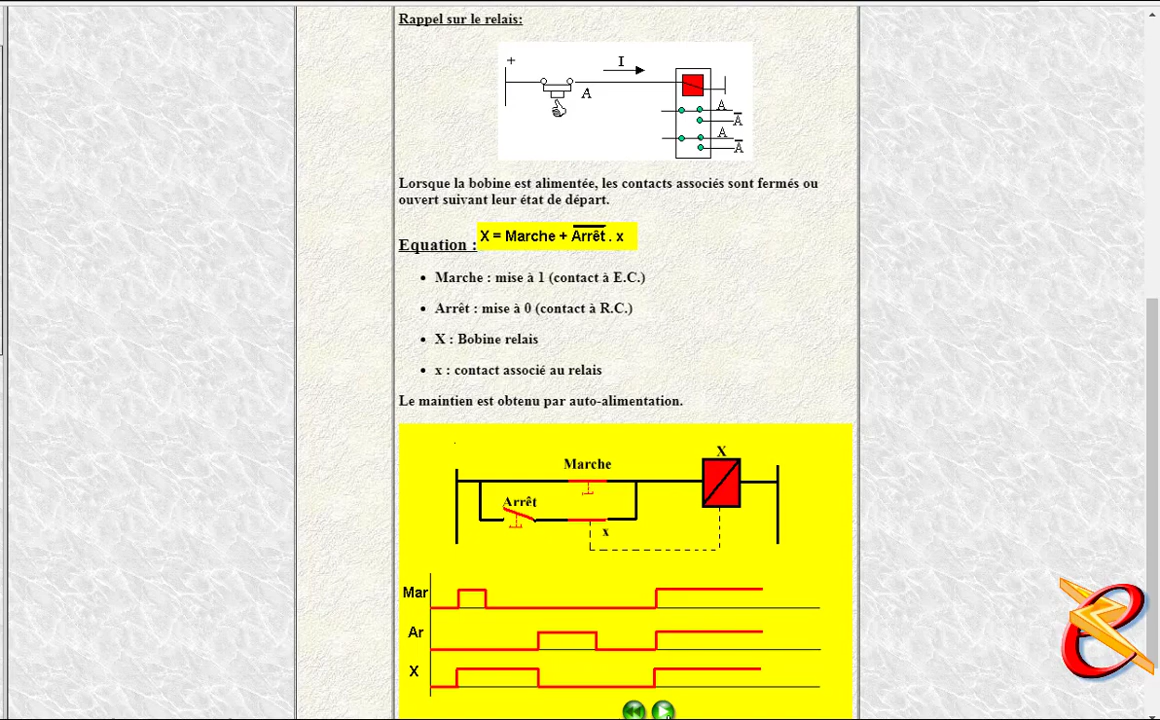 Rappel sur le relais:
+
I
A
A
A̅
A
A̅
Lorsque la bobine est alimentée, les contacts associés sont fermés ou
ouvert suivant leur état de départ.
Equation : X = Marche + A̅r̅r̅ê̅t̅ . x
• Marche : mise à 1 (contact à E.C.)
• Arrêt : mise à 0 (contact à R.C.)
• X : Bobine relais
• x : contact associé au relais
Le maintien est obtenu par auto-alimentation.
X
Marche
Arrêt
x
Mar
Ar
X